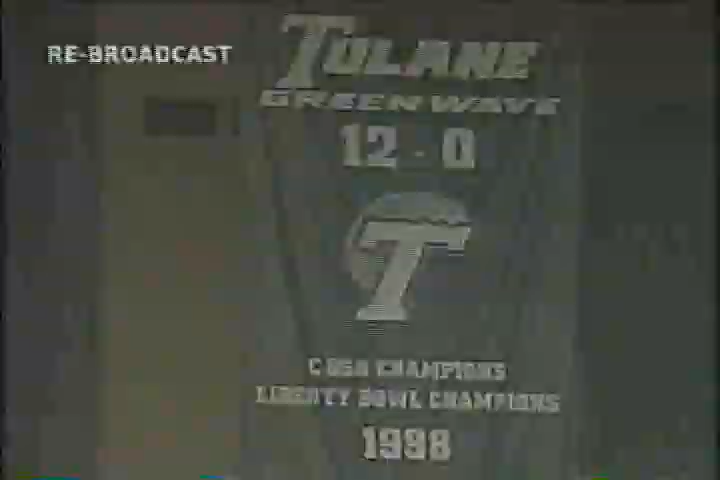 RE-BROADCAST
TULANE
GREEN WAVE
12 - 0
T
C USA CHAMPIONS
LIBERTY BOWL CHAMPIONS
1998